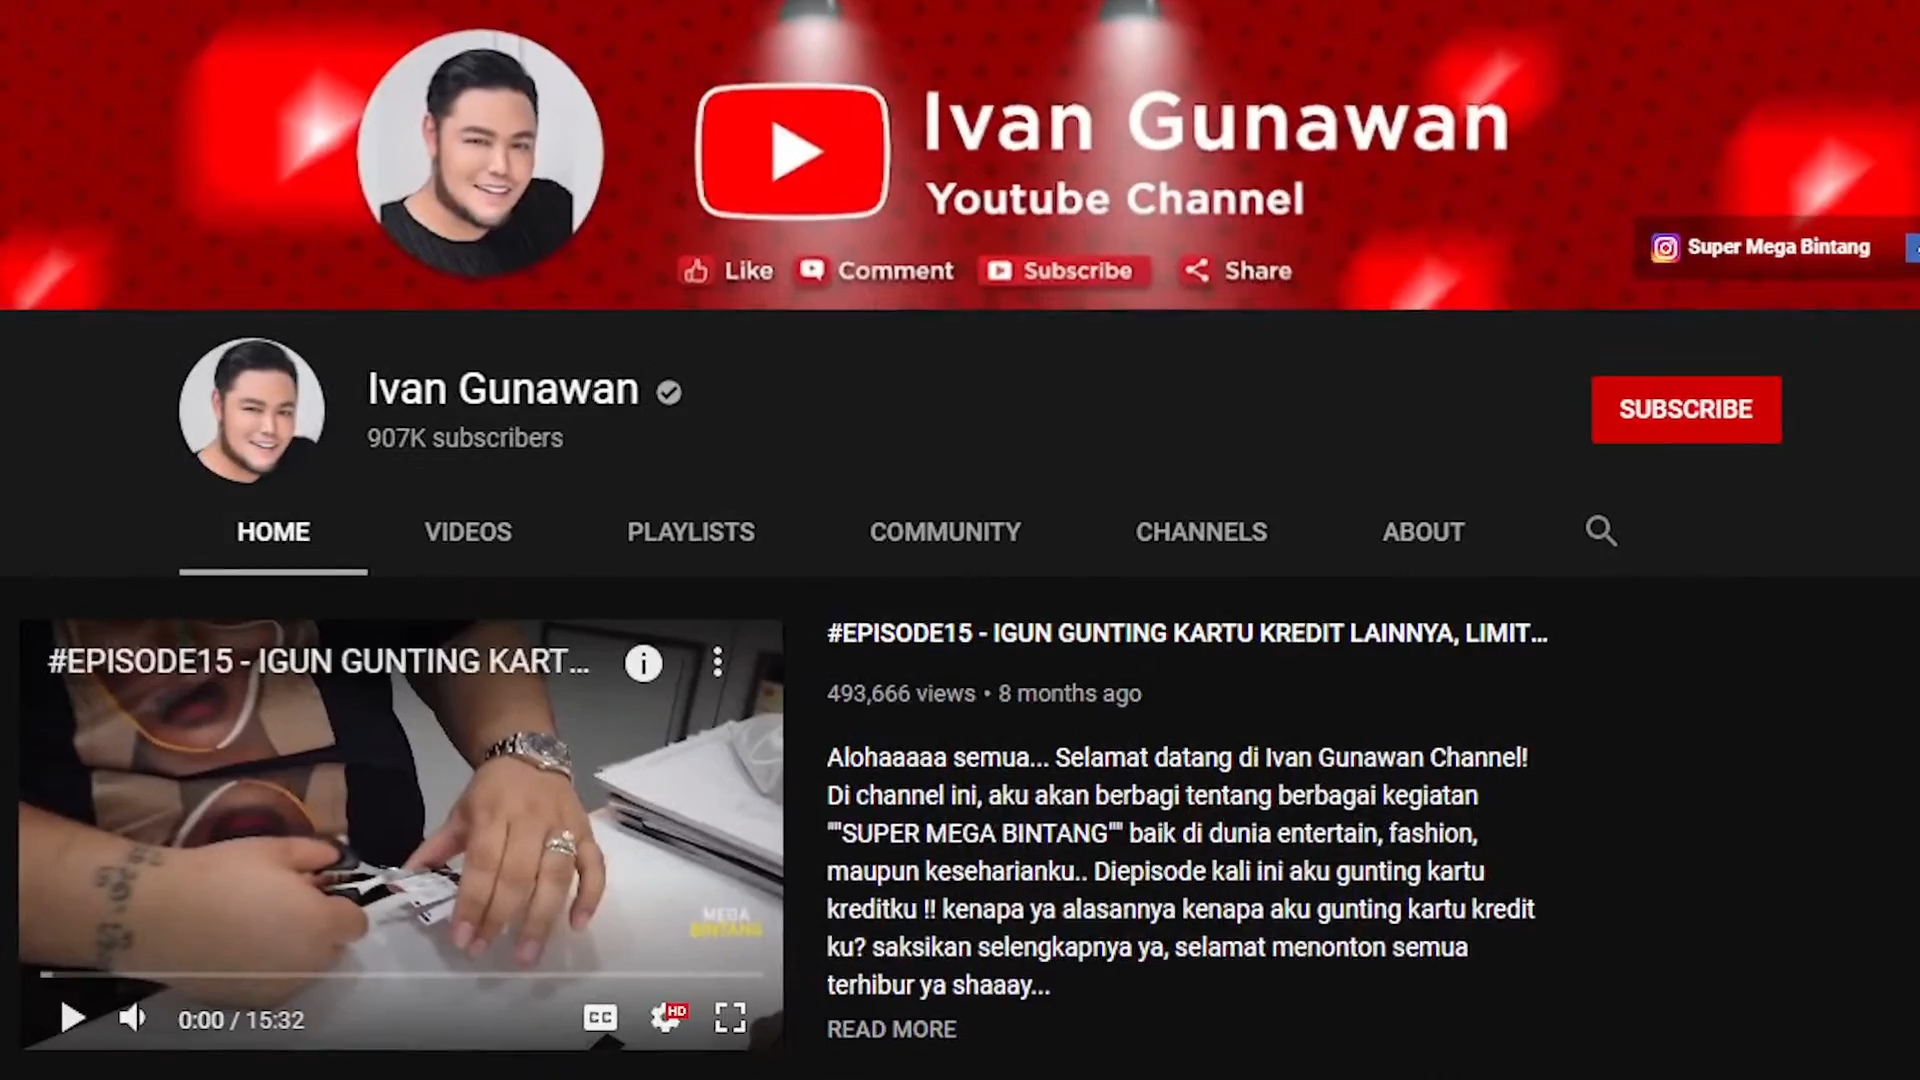 Ivan Gunawan
Youtube Channel
Like Comment Subscribe Share
Super Mega Bintang
Ivan Gunawan
907K subscribers
SUBSCRIBE
HOME VIDEOS PLAYLISTS COMMUNITY CHANNELS ABOUT
#EPISODE15 - IGUN GUNTING KART...
MEGA
BINTANG
0:00 / 15:32
CC
HD
#EPISODE15 - IGUN GUNTING KARTU KREDIT LAINNYA, LIMIT...
493,666 views • 8 months ago
Alohaaaaa semua... Selamat datang di Ivan Gunawan Channel!
Di channel ini, aku akan berbagi tentang berbagai kegiatan
""SUPER MEGA BINTANG"" baik di dunia entertain, fashion,
maupun keseharianku.. Diepisode kali ini aku gunting kartu
kreditku !! kenapa ya alasannya kenapa aku gunting kartu kredit
ku? saksikan selengkapnya ya, selamat menonton semua
terhibur ya shaaay...
READ MORE